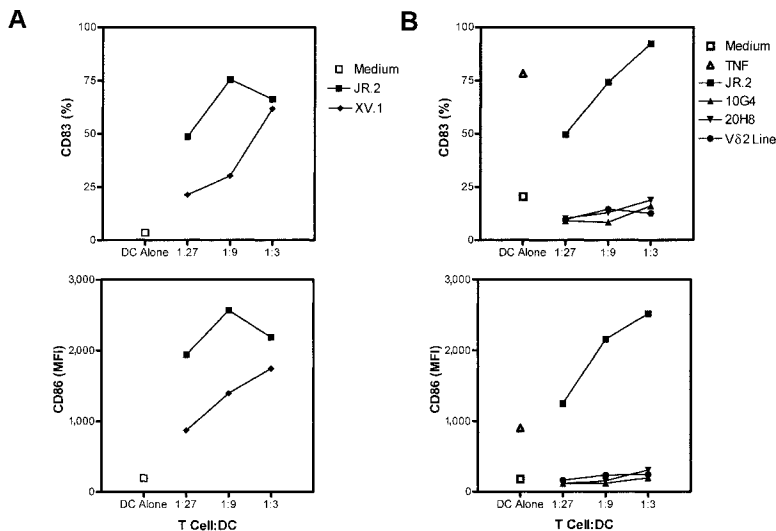 A
100
75
50
25
0
CD83 (%)
DC Alone 1:27 1:9 1:3
Medium
JR.2
XV.1
3,000
2,000
1,000
0
CD86 (MFI)
DC Alone 1:27 1:9 1:3
T Cell:DC
B
100
75
50
25
0
CD83 (%)
DC Alone 1:27 1:9 1:3
Medium
TNF
JR.2
10G4
20H8
Vδ2 Line
3,000
2,000
1,000
0
CD86 (MFI)
DC Alone 1:27 1:9 1:3
T Cell:DC